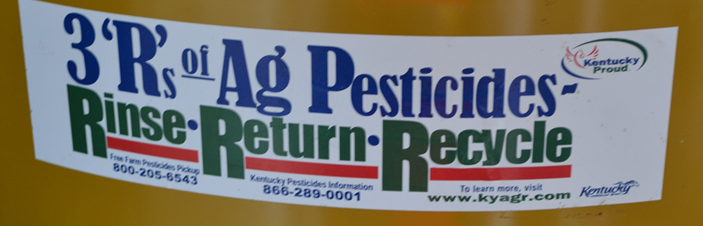 3 'R's of Ag Pesticides-
Kentucky
Proud
Rinse•Return•Recycle
Free Farm Pesticides Pickup
800-205-6543
Kentucky Pesticides Information
866-289-0001
To learn more, visit
www.kyagr.com
Kentucky